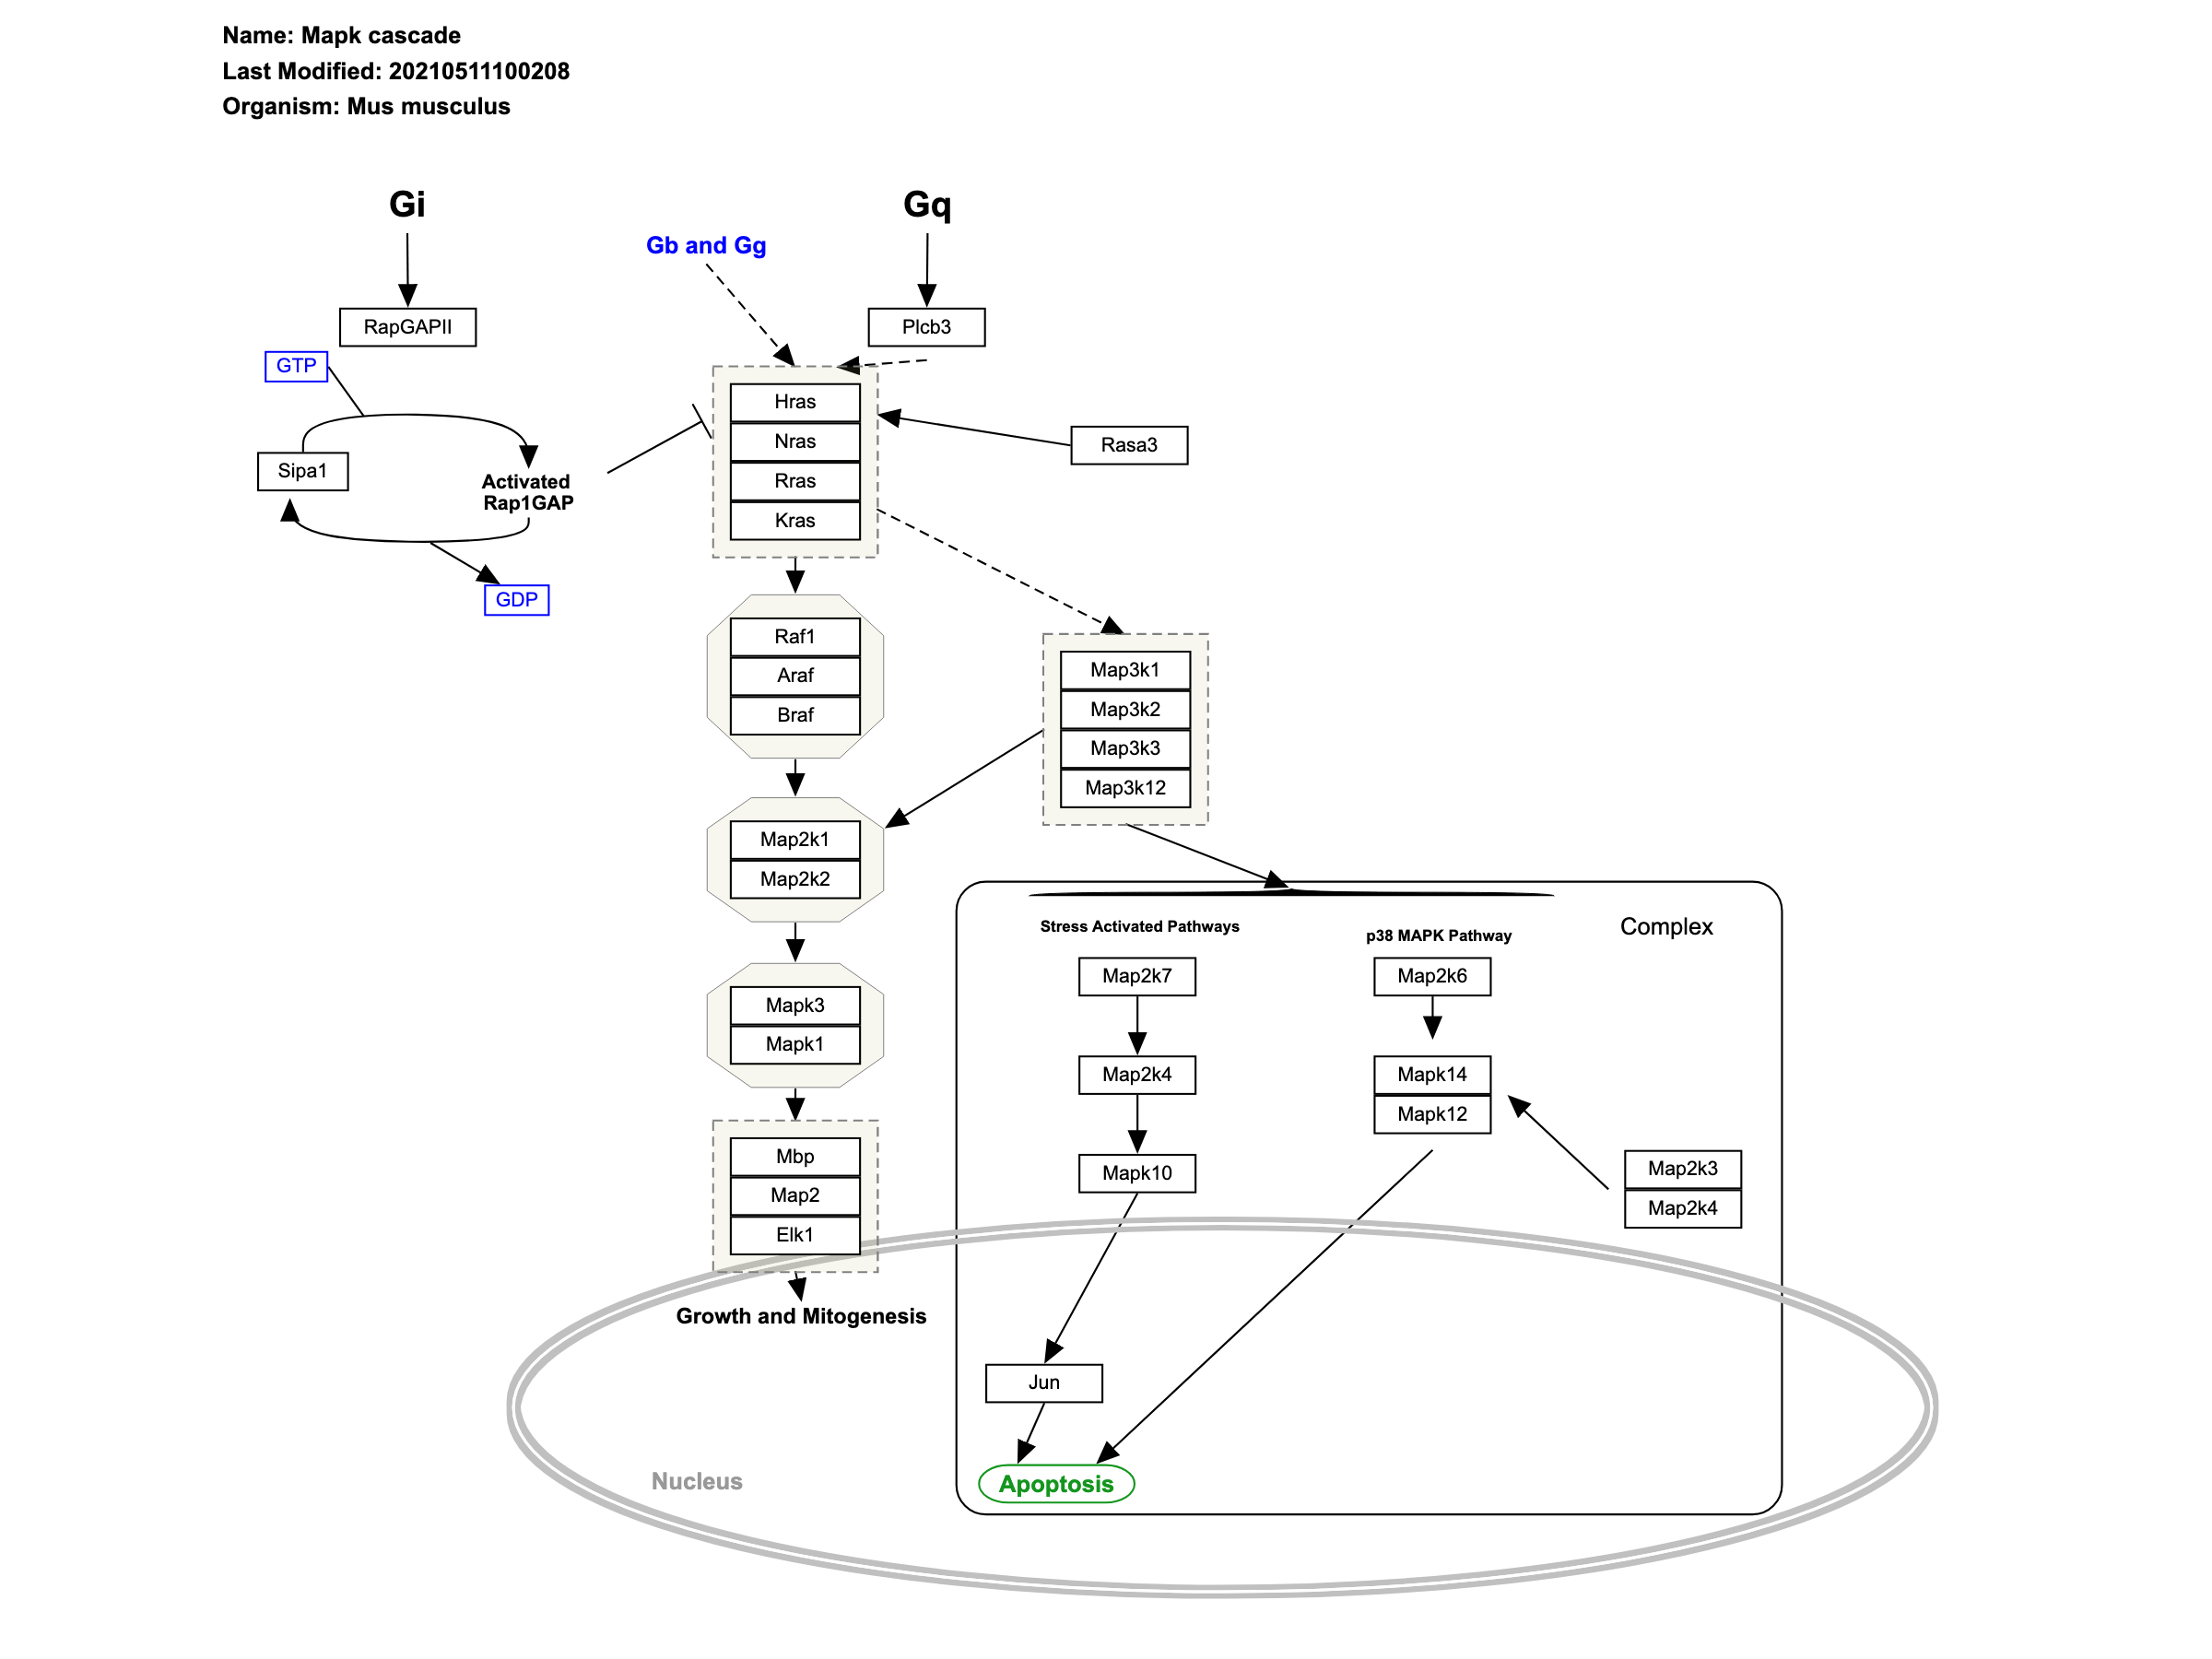 Name: Mapk cascade
Last Modified: 20210511100208
Organism: Mus musculus
Gi
Gq
Gb and Gg
RapGAPII
Plcb3
GTP
Hras
Nras
Rras
Kras
Rasa3
Sipa1
Activated
Rap1GAP
GDP
Raf1
Araf
Braf
Map3k1
Map3k2
Map3k3
Map3k12
Map2k1
Map2k2
Stress Activated Pathways
p38 MAPK Pathway
Complex
Map2k7
Map2k6
Mapk3
Mapk1
Map2k4
Mapk14
Mapk12
Mapk10
Map2k3
Map2k4
Mbp
Map2
Elk1
Growth and Mitogenesis
Jun
Nucleus
Apoptosis